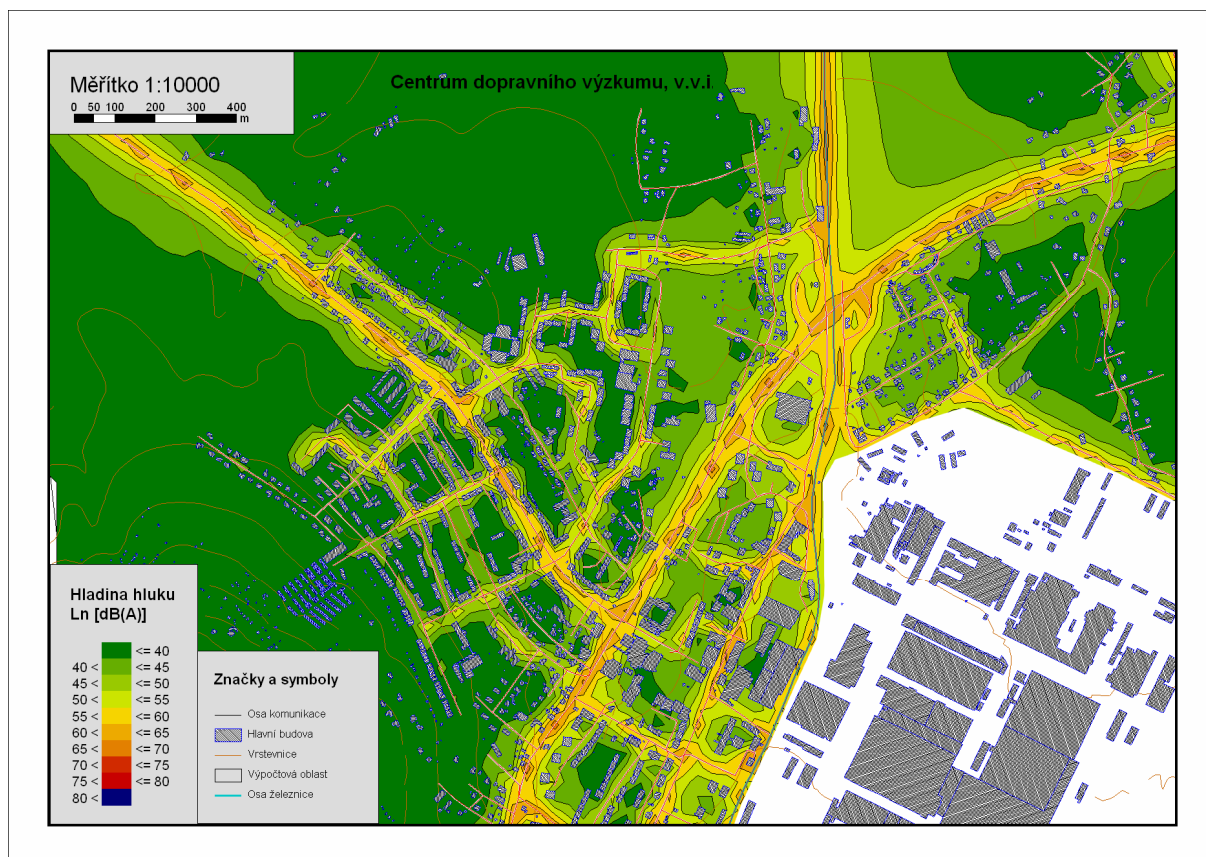 Měřítko 1:10000
0 50 100 200 300 400
m
Centrum dopravního výzkumu, v.v.i.
Hladina hluku
Ln [dB(A)]
<= 40
40 < <= 45
45 < <= 50
50 < <= 55
55 < <= 60
60 < <= 65
65 < <= 70
70 < <= 75
75 < <= 80
80 <
Značky a symboly
Osa komunikace
Hlavní budova
Vrstevnice
Výpočtová oblast
Osa železnice